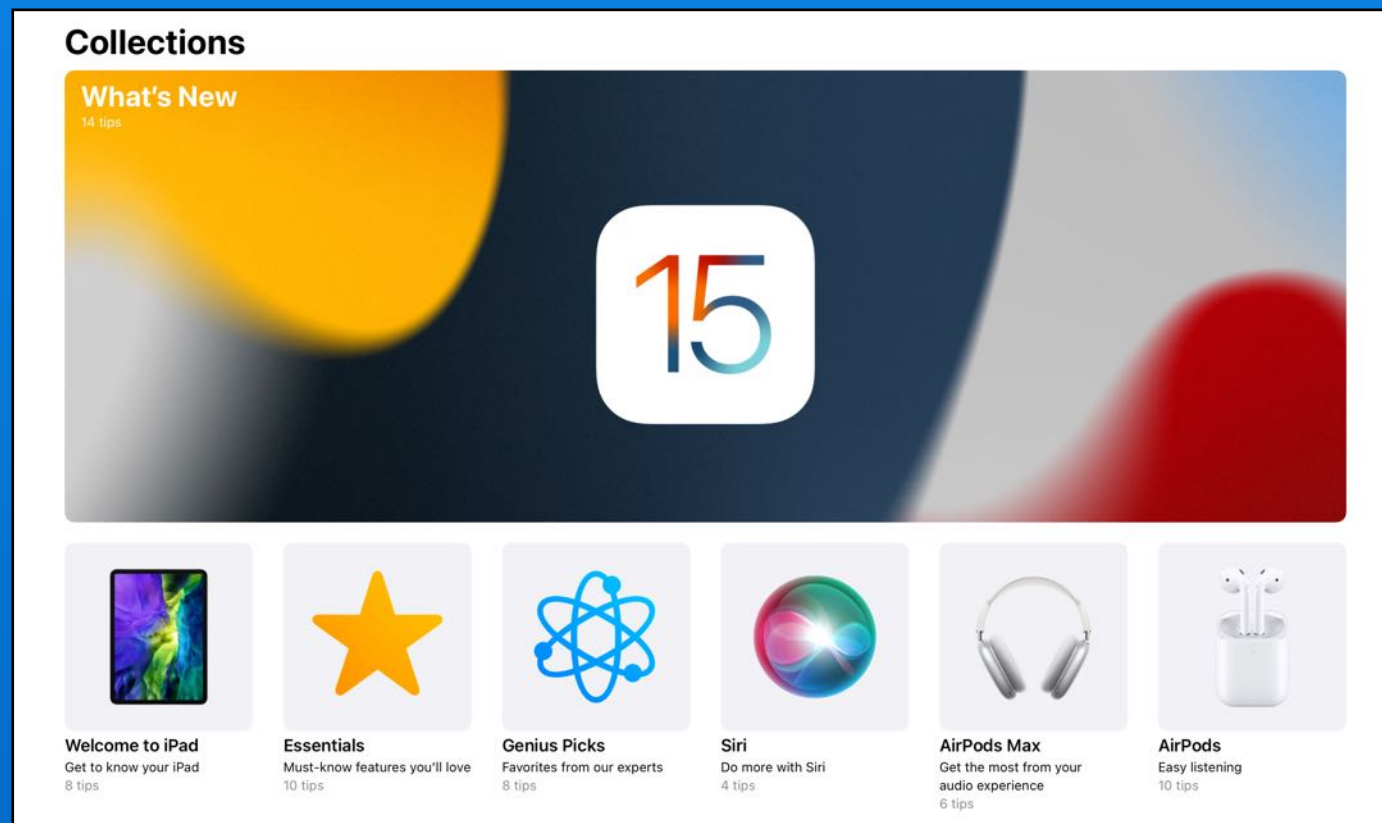 Collections
What's New
14 tips
15
Welcome to iPad
Get to know your iPad
8 tips
Essentials
Must-know features you'll love
10 tips
Genius Picks
Favorites from our experts
8 tips
Siri
Do more with Siri
4 tips
AirPods Max
Get the most from your
audio experience
6 tips
AirPods
Easy listening
10 tips